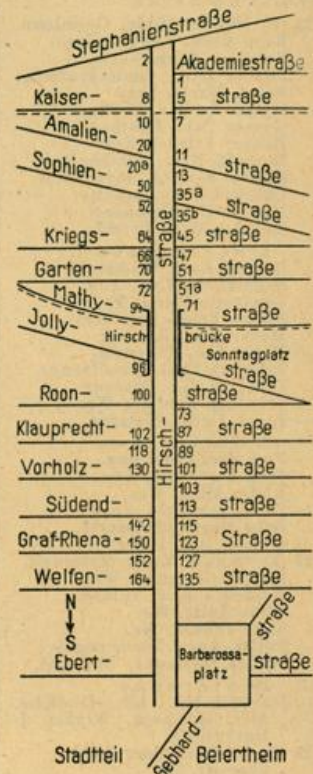 Stephanienstraße
2 Akademiestraße
1
Kaiser- 8 5 straße
Amalien- 10 7
20
Sophien- 20a 11 straße
13
50 35a
52 35b straße
Kriegs- 64 45 straße
66 47
Garten- 70 51 straße
72 51a
Mathy- 94 71 straße
Jolly- Hirsch brücke
Sonntagplatz
96 straße
Roon- 100 straße
73
Klauprecht- 102 87 straße
118 89
Vorholz- 130 101 straße
103
Südend- 113 straße
142 115
Graf-Rhena- 150 123 Straße
152 127
Welfen- 164 135 straße
Hirsch-straße
N
S
straße
Barbarossa-
platz
Ebert- straße
Gebhard-
Stadtteil Beiertheim